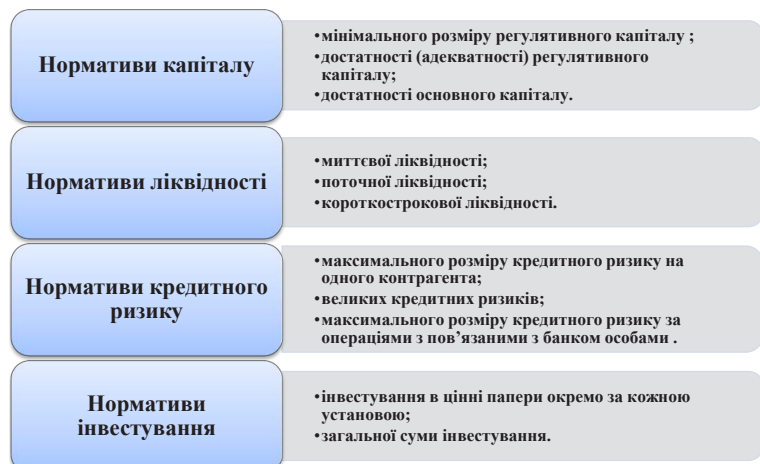 Нормативи капіталу
•мінімального розміру регулятивного капіталу ;
•достатності (адекватності) регулятивного
капіталу;
•достатності основного капіталу.
Нормативи ліквідності
•миттєвої ліквідності;
•поточної ліквідності;
•короткострокової ліквідності.
Нормативи кредитного
ризику
•максимального розміру кредитного ризику на
одного контрагента;
•великих кредитних ризиків;
•максимального розміру кредитного ризику за
операціями з пов’язаними з банком особами .
Нормативи
інвестування
•інвестування в цінні папери окремо за кожною
установою;
•загальної суми інвестування.